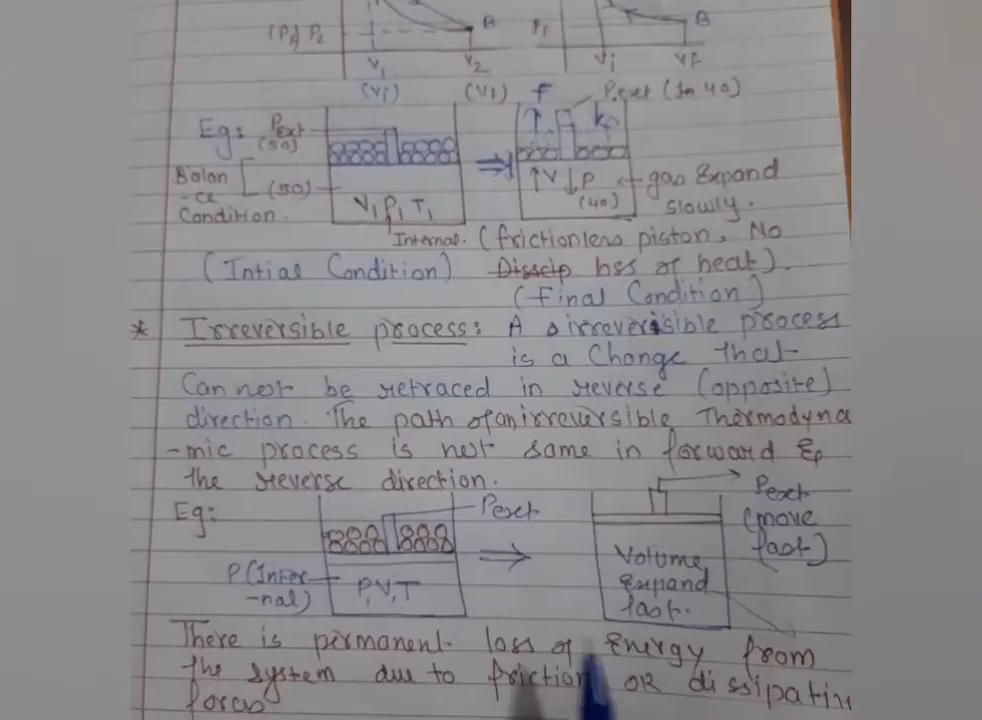 (P1) P2 B P1 B
V1 V2 Vi Vf
(Vi) (Vf) F Pext (Im 40)
Eg: Pext
(50)
Balan (50) ↑V ↓P gas Expand
-ce (40) slowly.
Condition. V1 P1 T1
Internal. (frictionless piston, No
(Intial Condition) loss of heat).
(Final Condition)
* Irreversible process: A irreversible process
is a Change that
Can not be retraced in reverse (opposite)
direction. The path of an irreversible Thermodyna
-mic process is not same in forward &
the reverse direction.
Eg: Pext Pext
(move
fast)
P(Inter
-nal) P,V,T Volume
Expand
fast.
There is permanent loss of Energy from
the system due to friction OR dissipatin
forces